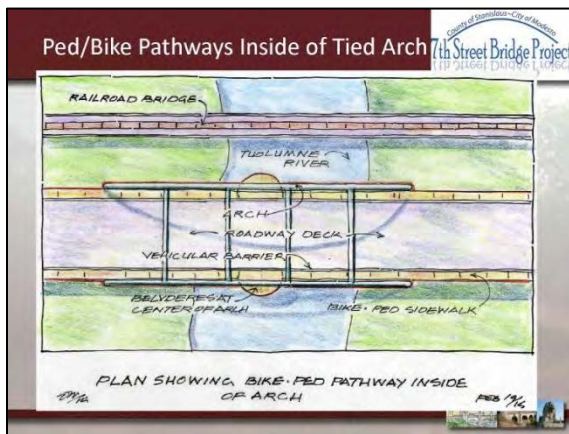 Ped/Bike Pathways Inside of Tied Arch
County of Stanislaus~City of Modesto
7th Street Bridge Project
RAILROAD BRIDGE
TUOLUMNE
RIVER
ARCH
ROADWAY DECK
VEHICULAR BARRIER
BELVDERES AT
CENTER OF ARCH
BIKE-PED SIDEWALK
PLAN SHOWING BIKE-PED PATHWAY INSIDE
OF ARCH
FEB 19/16